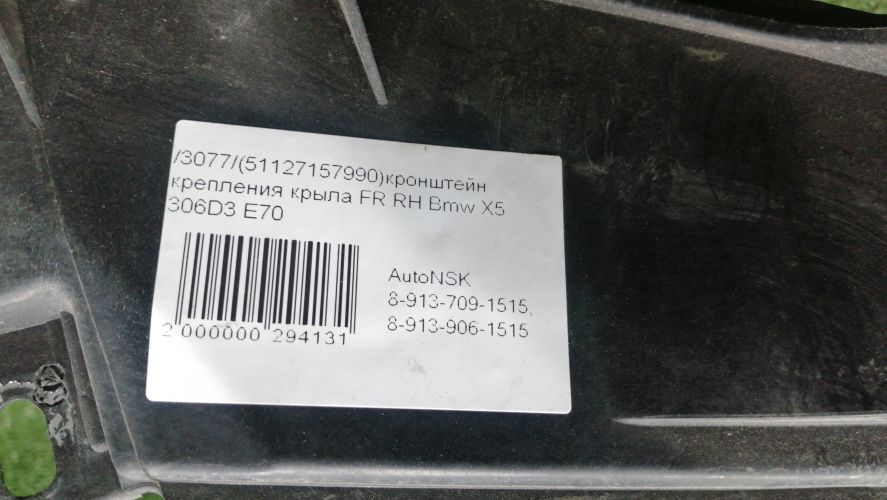 /3077/(51127157990)кронштейн
крепления крыла FR RH Bmw X5
306D3 E70
AutoNSK
8-913-709-1515,
8-913-906-1515
2 000000 294131